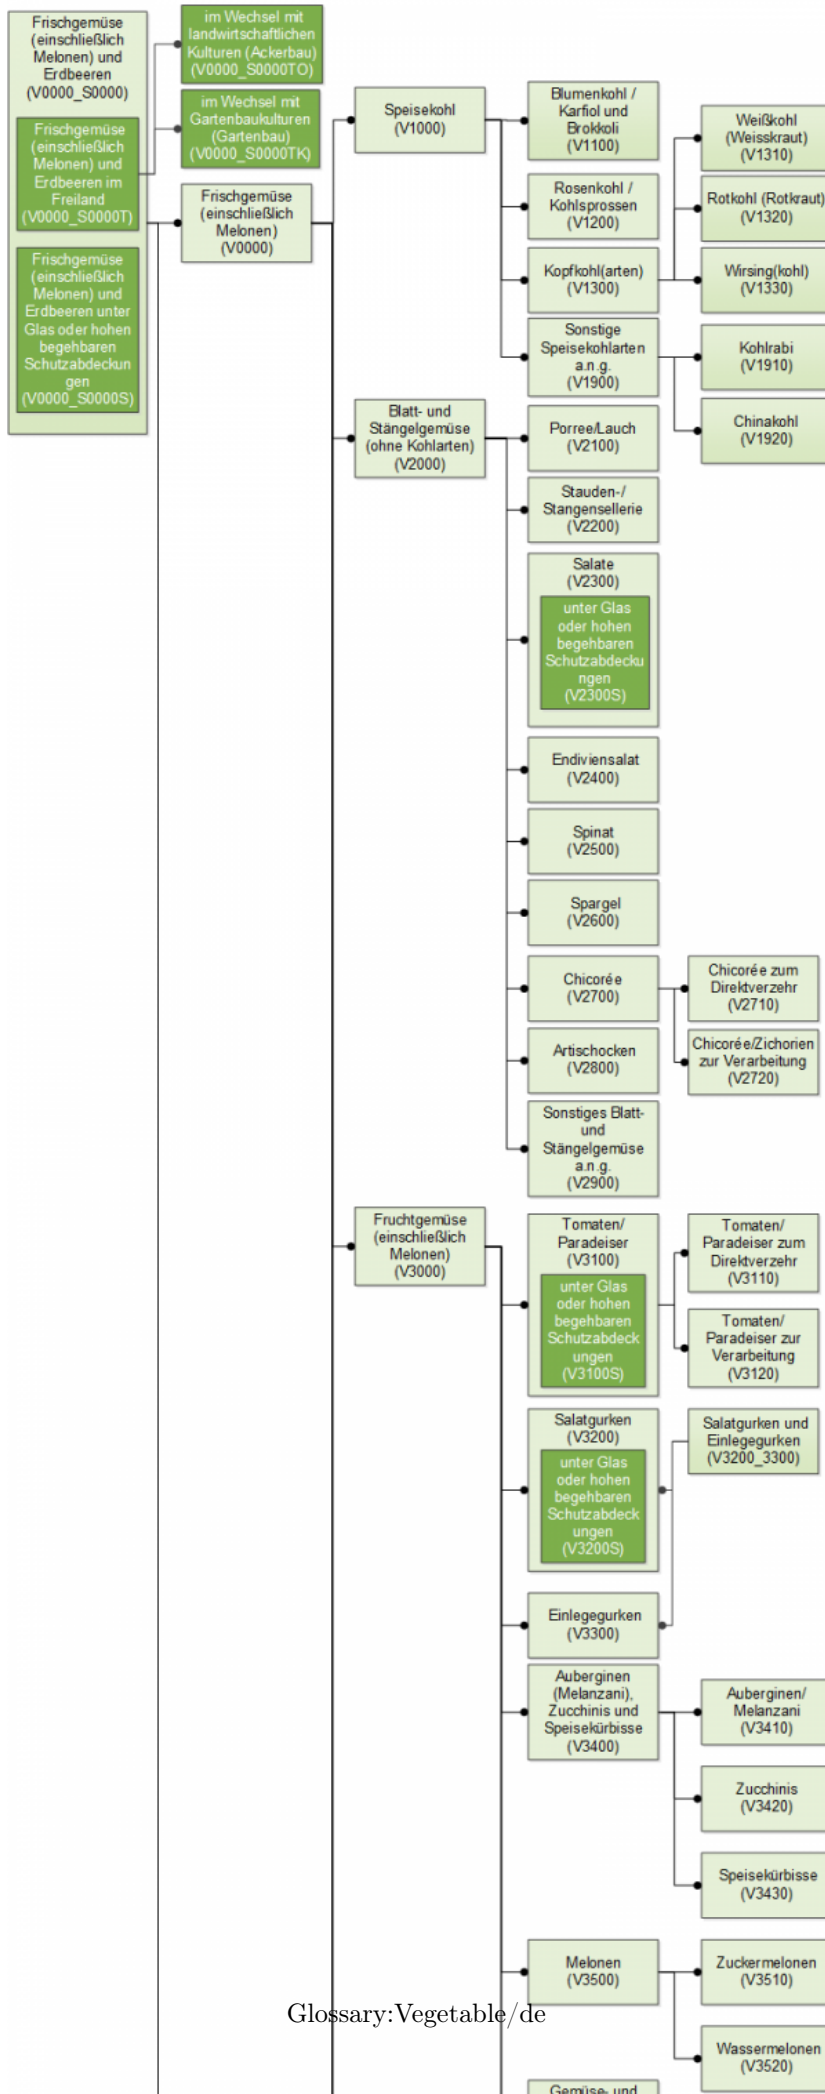 Frischgemüse
(einschließlich
Melonen) und
Erdbeeren
(V0000_S0000)
Frischgemüse
(einschließlich
Melonen) und
Erdbeeren im
Freiland
(V0000_S0000T)
Frischgemüse
(einschließlich
Melonen) und
Erdbeeren unter
Glas oder hohen
begehbaren
Schutzabdeckun
gen
(V0000_S0000S)
im Wechsel mit
landwirtschaftlichen
Kulturen (Ackerbau)
(V0000_S0000TO)
im Wechsel mit
Gartenbaukulturen
(Gartenbau)
(V0000_S0000TK)
Frischgemüse
(einschließlich
Melonen)
(V0000)
Speisekohl
(V1000)
Blumenkohl /
Karfiol und
Brokkoli
(V1100)
Rosenkohl /
Kohlsprossen
(V1200)
Kopfkohl(arten)
(V1300)
Weißkohl
(Weisskraut)
(V1310)
Rotkohl (Rotkraut)
(V1320)
Wirsing(kohl)
(V1330)
Sonstige
Speisekohlarten
a.n.g.
(V1900)
Kohlrabi
(V1910)
Chinakohl
(V1920)
Blatt- und
Stängelgemüse
(ohne Kohlarten)
(V2000)
Porree/Lauch
(V2100)
Stauden-/
Stangensellerie
(V2200)
Salate
(V2300)
unter Glas
oder hohen
begehbaren
Schutzabdecku
ngen
(V2300S)
Endiviensalat
(V2400)
Spinat
(V2500)
Spargel
(V2600)
Chicorée
(V2700)
Chicorée zum
Direktverzehr
(V2710)
Chicorée/Zichorien
zur Verarbeitung
(V2720)
Artischocken
(V2800)
Sonstiges Blatt-
und
Stängelgemüse
a.n.g.
(V2900)
Fruchtgemüse
(einschließlich
Melonen)
(V3000)
Tomaten/
Paradeiser
(V3100)
unter Glas
oder hohen
begehbaren
Schutzabdeck
ungen
(V3100S)
Tomaten/
Paradeiser zum
Direktverzehr
(V3110)
Tomaten/
Paradeiser zur
Verarbeitung
(V3120)
Salatgurken
(V3200)
unter Glas
oder hohen
begehbaren
Schutzabdeck
ungen
(V3200S)
Salatgurken und
Einlegegurken
(V3200_3300)
Einlegegurken
(V3300)
Auberginen
(Melanzani),
Zucchinis und
Speisekürbisse
(V3400)
Auberginen/
Melanzani
(V3410)
Zucchinis
(V3420)
Speisekürbisse
(V3430)
Melonen
(V3500)
Zuckermelonen
(V3510)
Wassermelonen
(V3520)
Gemüse- und
Glossary:Vegetable/de